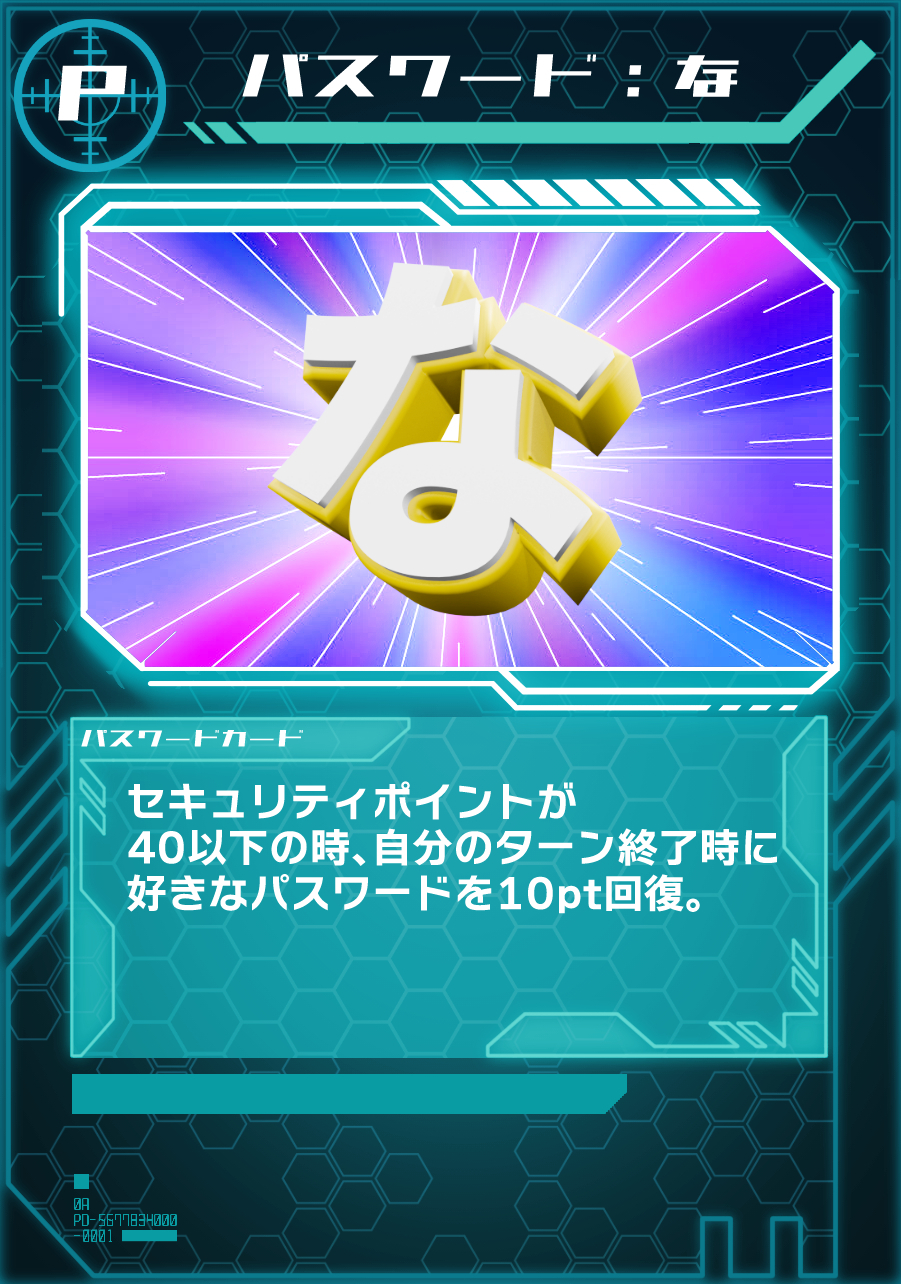 P
パスワード：な
な
パスワードカード
セキュリティポイントが
40以下の時、自分のターン終了時に
好きなパスワードを10pt回復。
0A
PD-5677834000
-0001